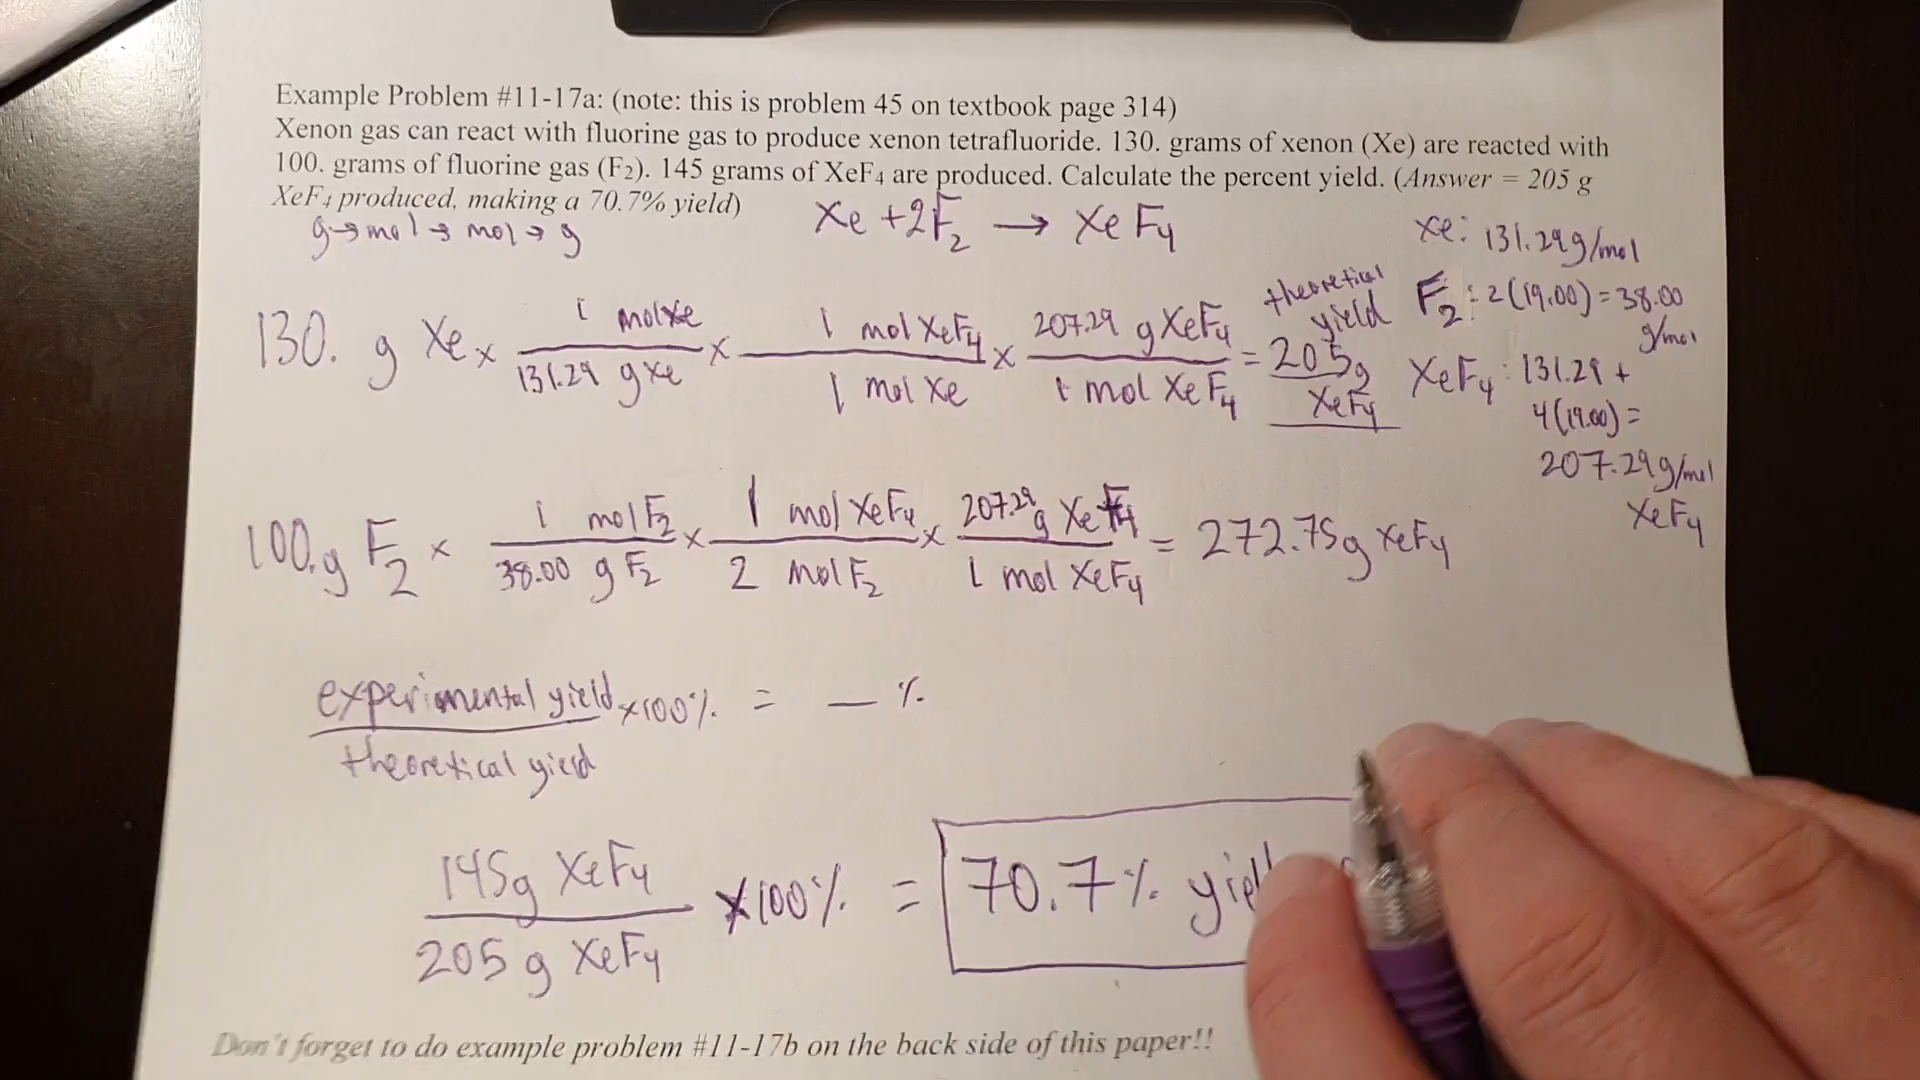 Example Problem #11-17a: (note: this is problem 45 on textbook page 314)
Xenon gas can react with fluorine gas to produce xenon tetrafluoride. 130. grams of xenon (Xe) are reacted with
100. grams of fluorine gas (F₂). 145 grams of XeF₄ are produced. Calculate the percent yield. (Answer = 205 g
XeF₄ produced, making a 70.7% yield)
g→mol→mol→g
Xe + 2F₂ → XeF₄
Xe: 131.29 g/mol
F₂: 2(19.00) = 38.00
g/mol
XeF₄: 131.29 +
4(19.00) =
207.29 g/mol
XeF₄
130. g Xe x 1 mol Xe / 131.29 g Xe x 1 mol XeF₄ / 1 mol Xe x 207.29 g XeF₄ / 1 mol XeF₄ = 205 g XeF₄
theoretical
yield
100. g F₂ x 1 mol F₂ / 38.00 g F₂ x 1 mol XeF₄ / 2 mol F₂ x 207.29 g XeF₄ / 1 mol XeF₄ = 272.75 g XeF₄
experimental yield / theoretical yield x 100% = _ %
145 g XeF₄ / 205 g XeF₄ x 100% = 70.7% yield
Don't forget to do example problem #11-17b on the back side of this paper!!